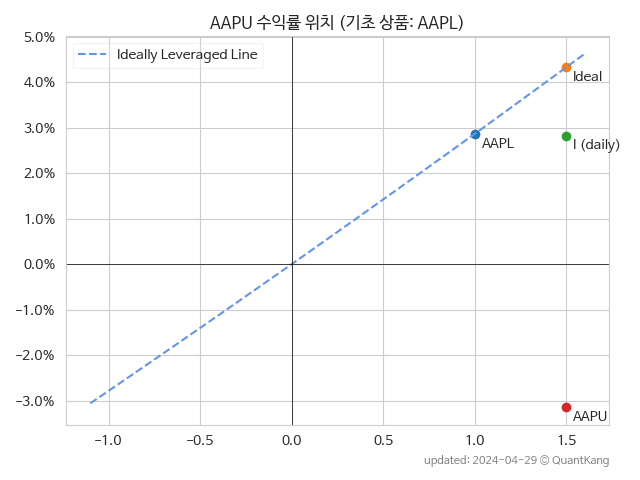 AAPU 수익률 위치 (기초 상품: AAPL)
5.0%
Ideally Leveraged Line
4.0%
Ideal
3.0%
AAPL
I (daily)
2.0%
1.0%
0.0%
-1.0%
-2.0%
-3.0%
AAPU
-1.0 -0.5 0.0 0.5 1.0 1.5
updated: 2024-04-29 © QuantKang